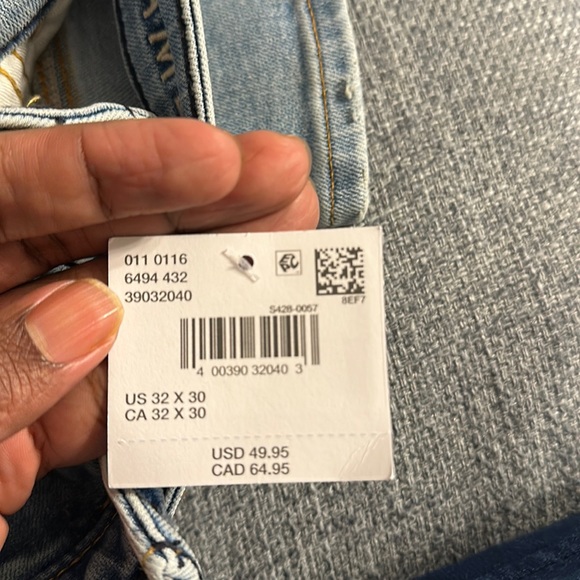 011 0116
6494 432
39032040
8EF7
S428-0057
4 00390 32040 3
US 32 X 30
CA 32 X 30
USD 49.95
CAD 64.95